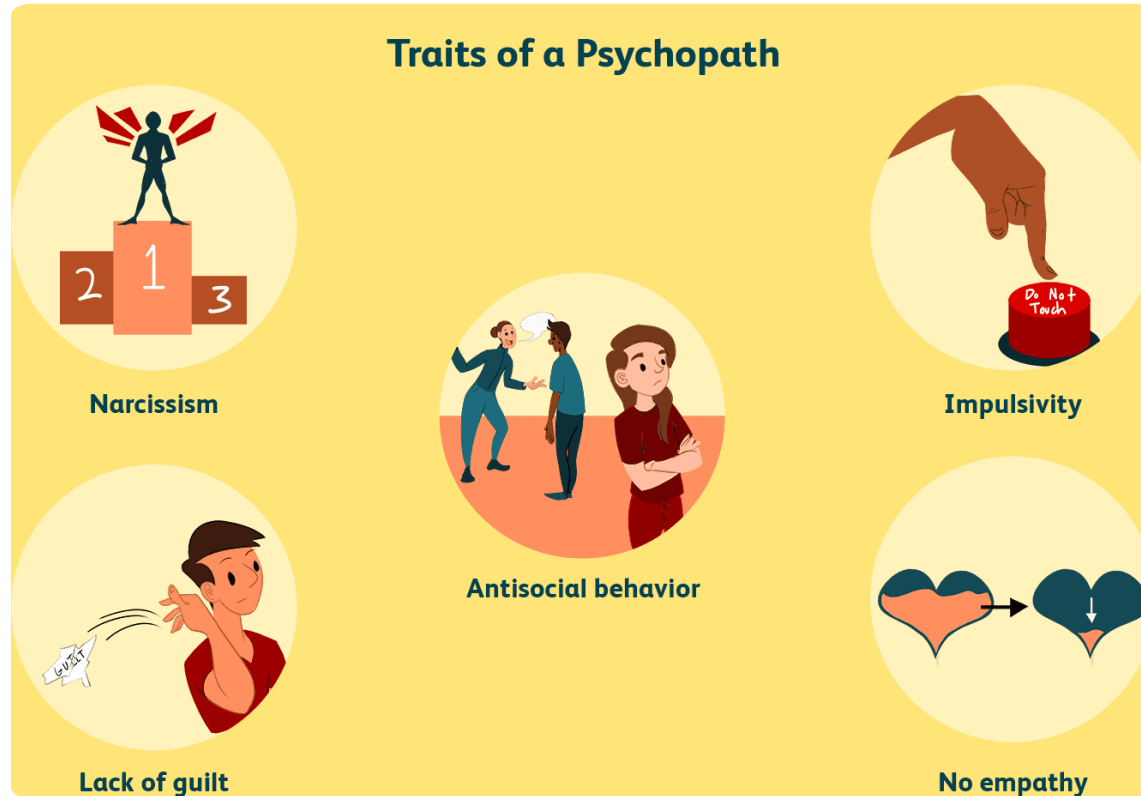 Traits of a Psychopath
2
1
3
Narcissism
Do Not
Touch
Impulsivity
Antisocial behavior
GUILT
Lack of guilt
No empathy